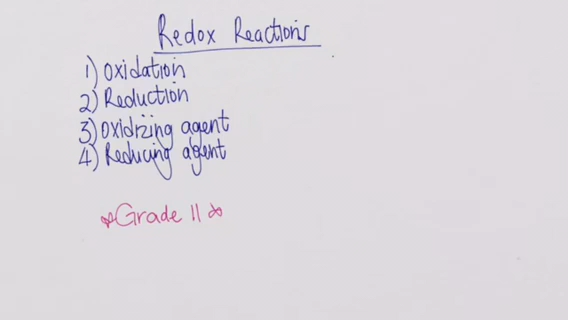 Redox Reactions
1) Oxidation
2) Reduction
3) Oxidizing agent
4) Reducing agent
Grade 11